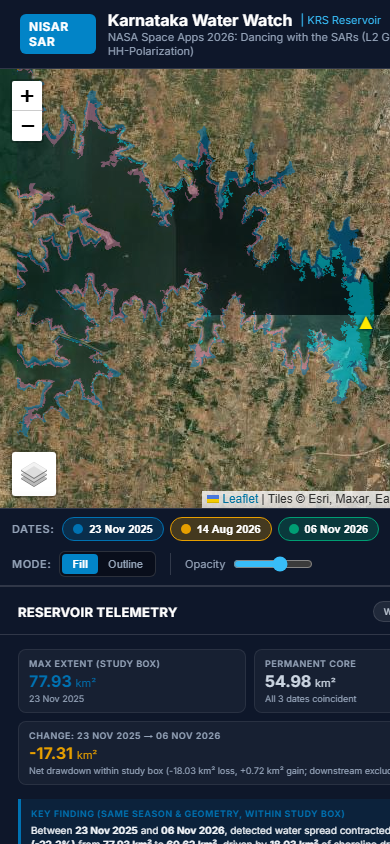 NISAR
SAR
Karnataka Water Watch | KRS Reservoir
NASA Space Apps 2026: Dancing with the SARs (L2 G
HH-Polarization)
+
−
Leaflet | Tiles © Esri, Maxar, Ea
DATES: 23 Nov 2025 14 Aug 2026 06 Nov 2026
MODE: Fill Outline Opacity
RESERVOIR TELEMETRY
MAX EXTENT (STUDY BOX)
77.93 km²
23 Nov 2025
PERMANENT CORE
54.98 km²
All 3 dates coincident
CHANGE: 23 NOV 2025 → 06 NOV 2026
-17.31 km²
Net drawdown within study box (-18.03 km² loss, +0.72 km² gain; downstream exclu
KEY FINDING (SAME SEASON & GEOMETRY, WITHIN STUDY BOX)
Between 23 Nov 2025 and 06 Nov 2026, detected water spread contracted